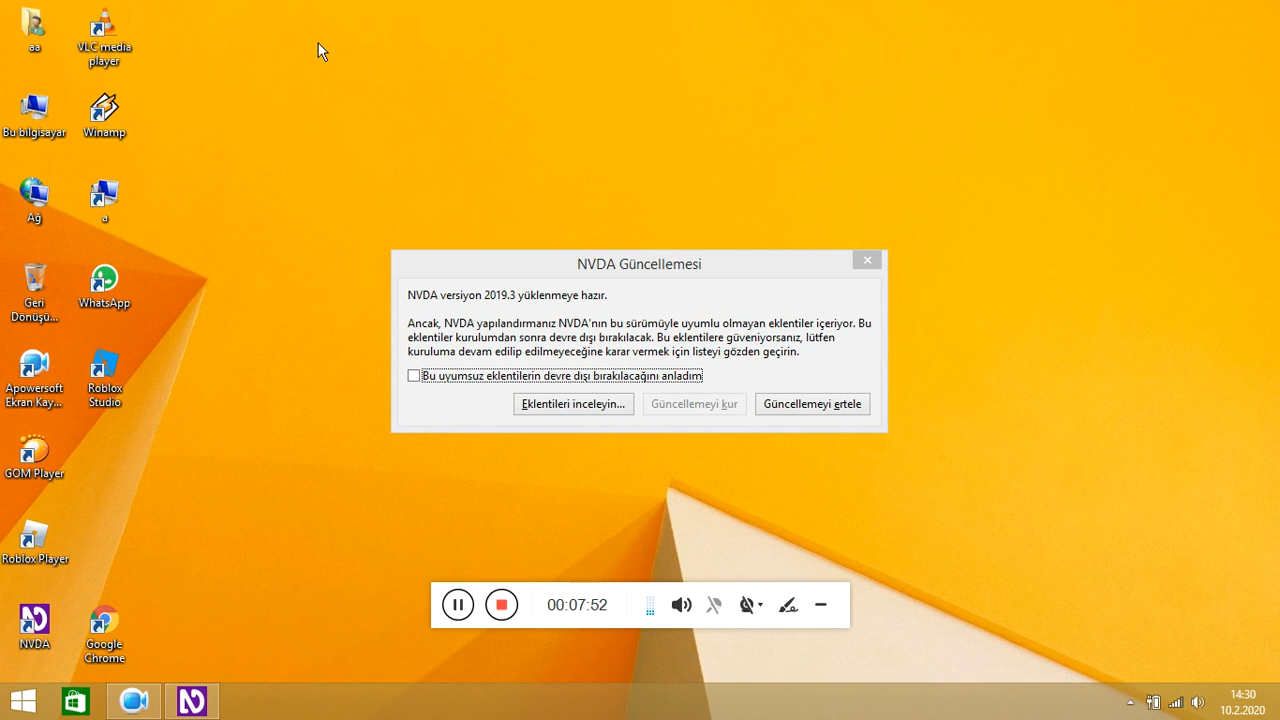 aa
VLC media
player
Bu bilgisayar
Winamp
Ağ
a
Geri
Dönüşü...
WhatsApp
Apowersoft
Ekran Kay...
Roblox
Studio
GOM Player
Roblox Player
NVDA
Google
Chrome
NVDA Güncellemesi
NVDA versiyon 2019.3 yüklenmeye hazır.
Ancak, NVDA yapılandırmanız NVDA'nın bu sürümüyle uyumlu olmayan eklentiler içeriyor. Bu
eklentiler kurulumdan sonra devre dışı bırakılacak. Bu eklentilere güveniyorsanız, lütfen
kuruluma devam edilip edilmeyeceğine karar vermek için listeyi gözden geçirin.
Bu uyumsuz eklentilerin devre dışı bırakılacağını anladım
Eklentileri inceleyin... Güncellemeyi kur Güncellemeyi ertele
00:07:52
14:30
10.2.2020